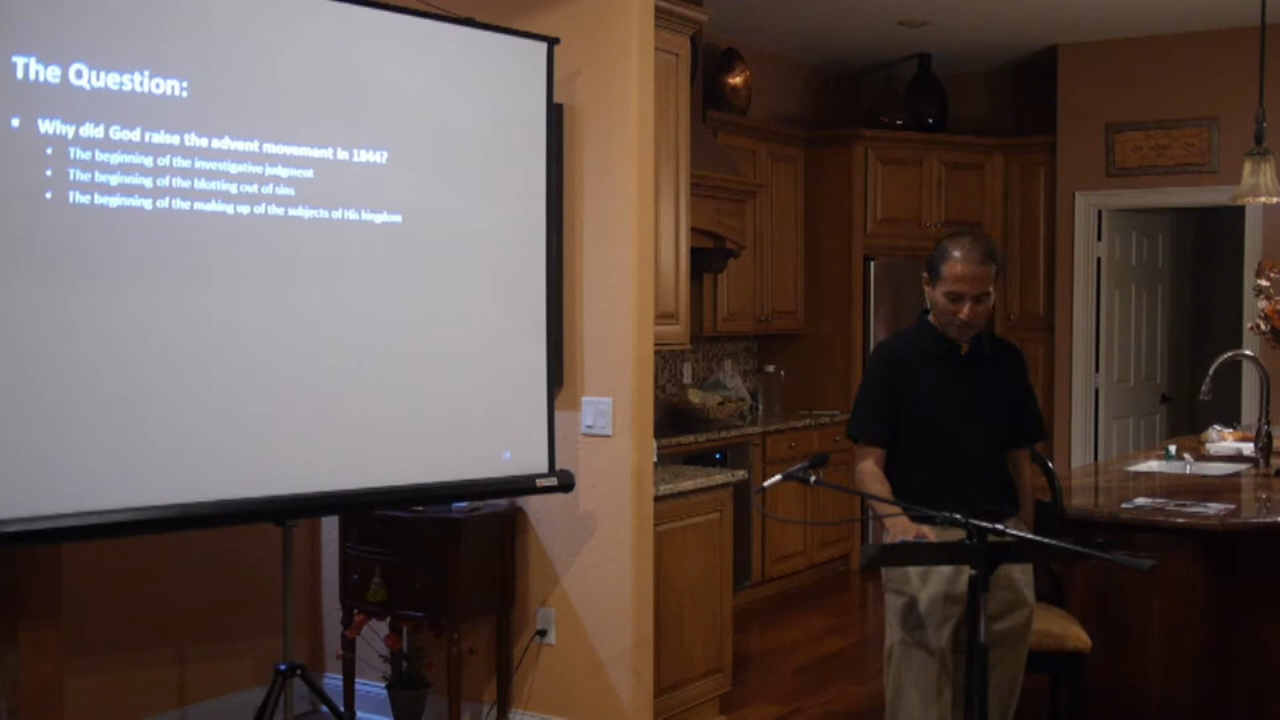 The Question:
Why did God raise the advent movement in 1844?
The beginning of the investigative judgment
The beginning of the blotting out of sins
The beginning of the making up of the subjects of His kingdom